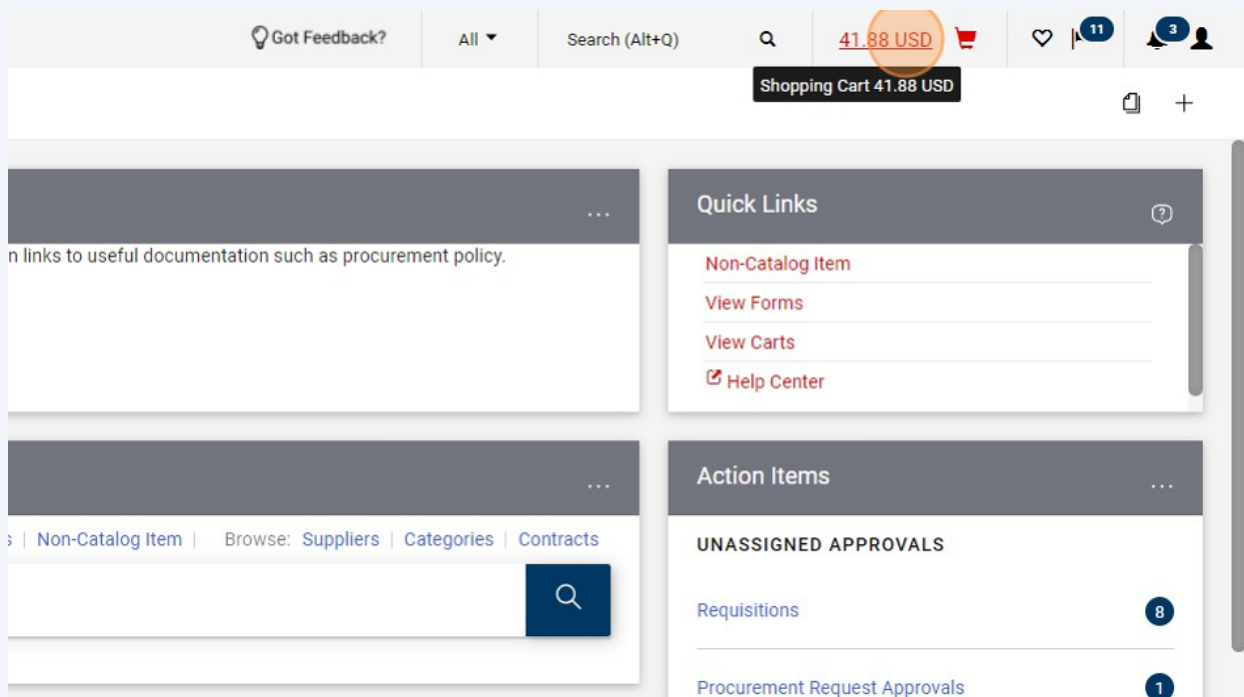 Got Feedback?
All
Search (Alt+Q)
41.88 USD
11
3
Shopping Cart 41.88 USD
...
n links to useful documentation such as procurement policy.
Quick Links
Non-Catalog Item
View Forms
View Carts
Help Center
...
s | Non-Catalog Item | Browse: Suppliers | Categories | Contracts
Action Items
...
UNASSIGNED APPROVALS
Requisitions
8
Procurement Request Approvals
1